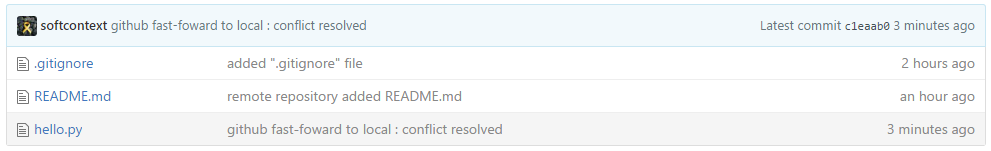 softcontext github fast-foward to local : conflict resolved Latest commit c1eaab0 3 minutes ago
.gitignore added ".gitignore" file 2 hours ago
README.md remote repository added README.md an hour ago
hello.py github fast-foward to local : conflict resolved 3 minutes ago